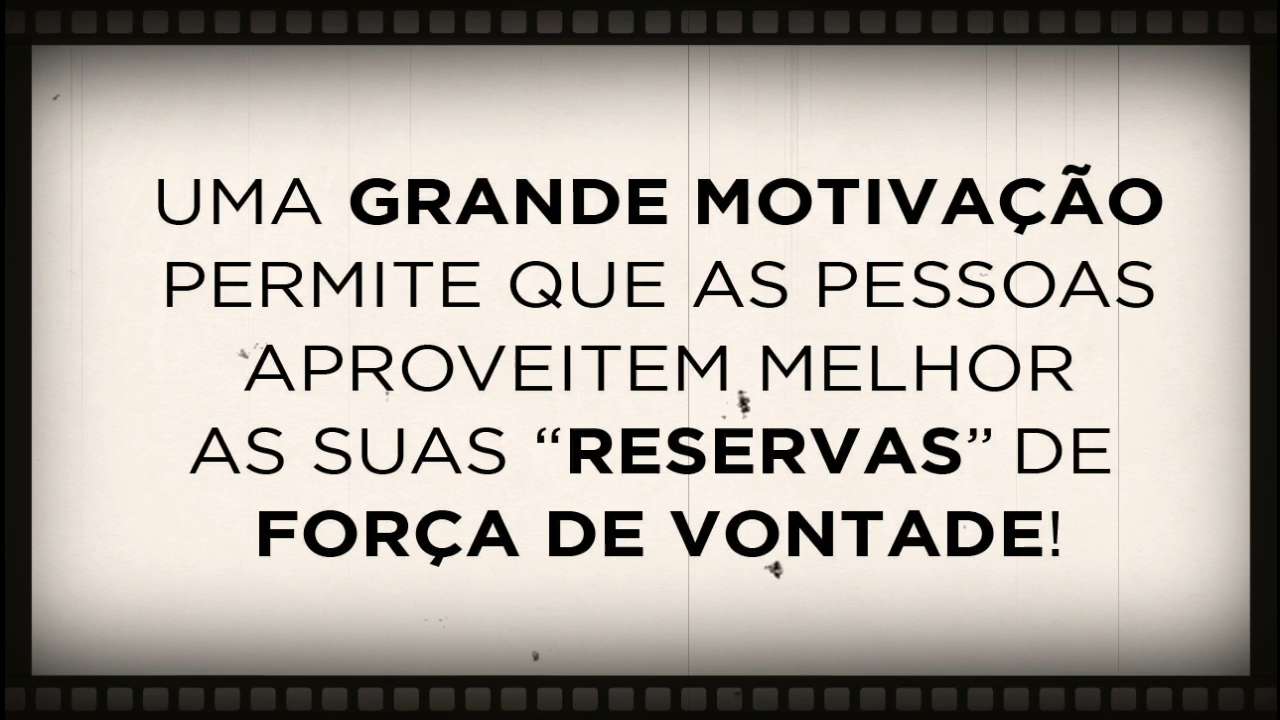 UMA GRANDE MOTIVAÇÃO
PERMITE QUE AS PESSOAS
APROVEITEM MELHOR
AS SUAS “RESERVAS” DE
FORÇA DE VONTADE!